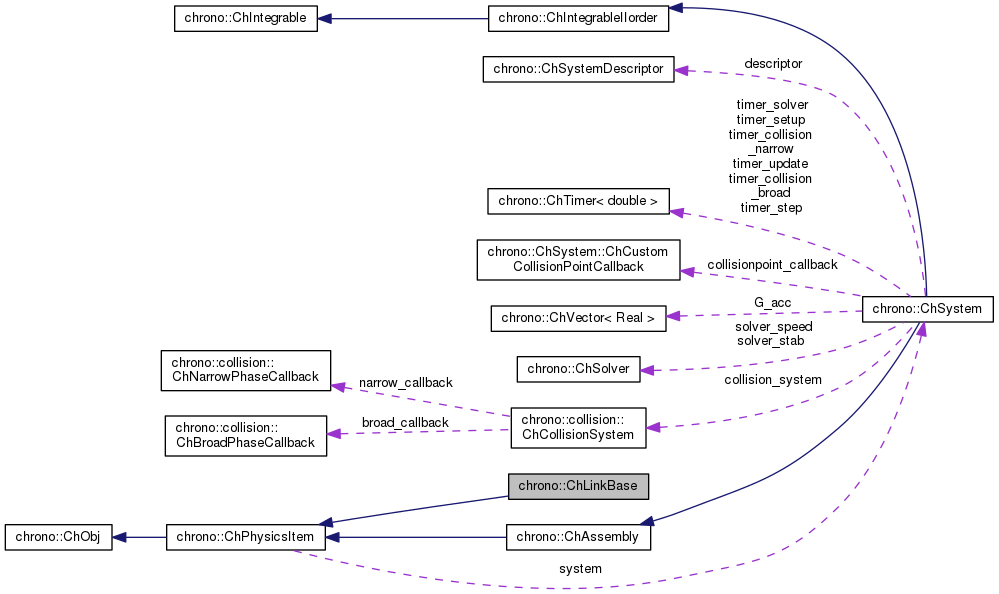 chrono::ChIntegrable
chrono::ChIntegrableIIorder
chrono::ChSystemDescriptor
descriptor
timer_solver
timer_setup
timer_collision
_narrow
timer_update
timer_collision
_broad
timer_step
chrono::ChTimer< double >
chrono::ChSystem::ChCustom
CollisionPointCallback
collisionpoint_callback
chrono::ChSystem
chrono::ChVector< Real >
G_acc
solver_speed
solver_stab
chrono::ChSolver
chrono::collision::
ChNarrowPhaseCallback
narrow_callback
collision_system
chrono::collision::
ChBroadPhaseCallback
broad_callback
chrono::collision::
ChCollisionSystem
chrono::ChLinkBase
chrono::ChObj
chrono::ChPhysicsItem
chrono::ChAssembly
system